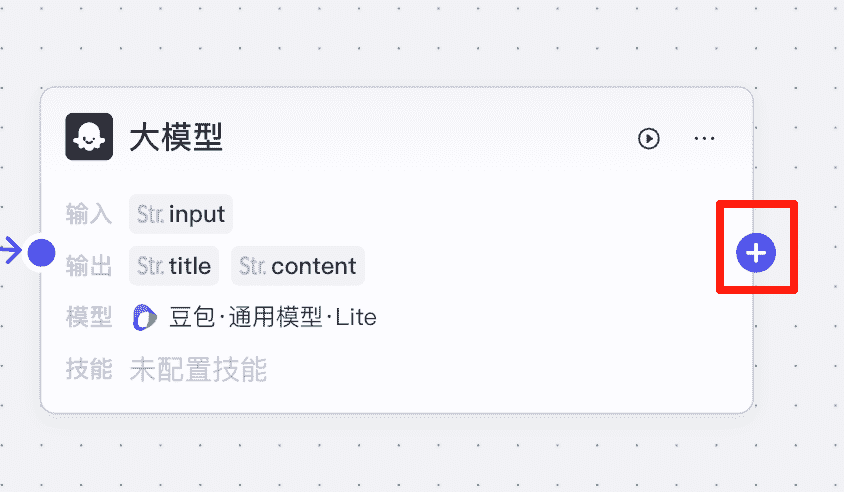 大模型
输入 Str. input
输出 Str. title Str. content
模型 豆包·通用模型·Lite
技能 未配置技能